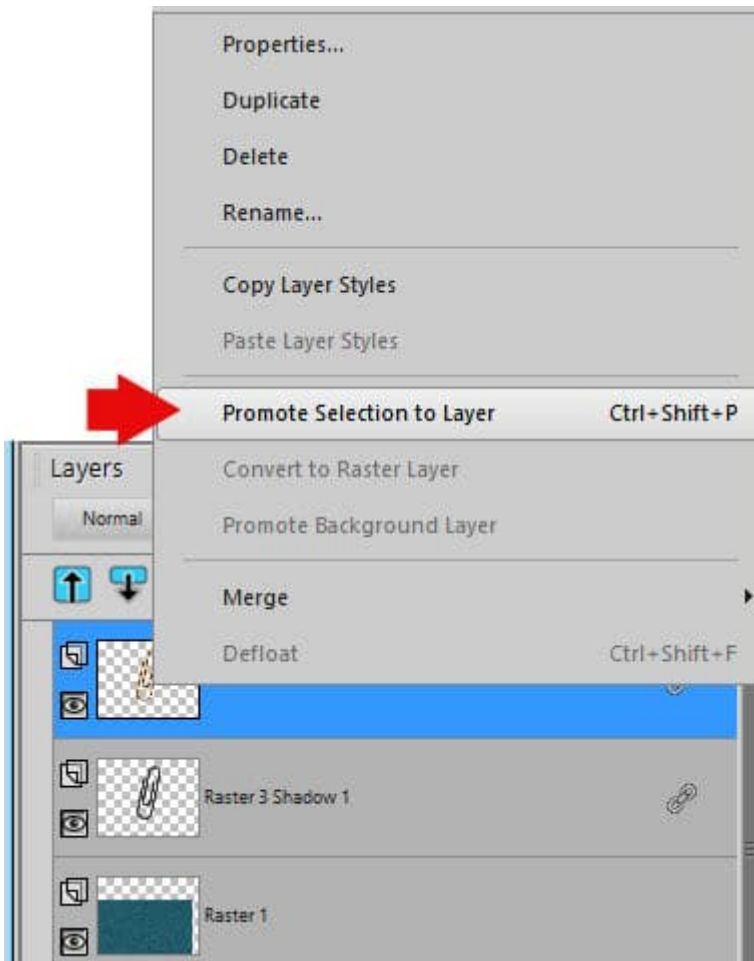 Properties...
Duplicate
Delete
Rename...
Copy Layer Styles
Paste Layer Styles
Promote Selection to Layer Ctrl+Shift+P
Convert to Raster Layer
Promote Background Layer
Merge
Defloat Ctrl+Shift+F
Layers
Normal
Raster 3 Shadow 1
Raster 1